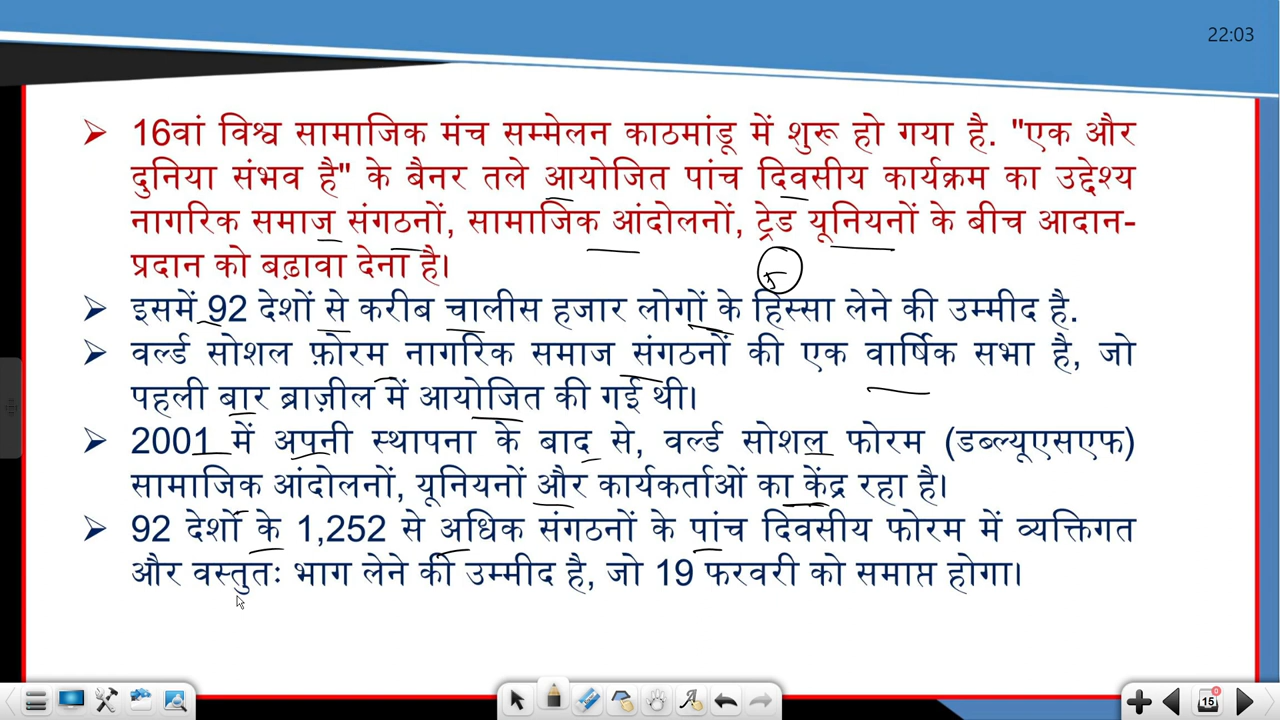 22:03
➢ 16वां विश्व सामाजिक मंच सम्मेलन काठमांडू में शुरू हो गया है. "एक और
दुनिया संभव है" के बैनर तले आयोजित पांच दिवसीय कार्यक्रम का उद्देश्य
नागरिक समाज संगठनों, सामाजिक आंदोलनों, ट्रेड यूनियनों के बीच आदान-
प्रदान को बढ़ावा देना है।
➢ इसमें 92 देशों से करीब चालीस हजार लोगों के हिस्सा लेने की उम्मीद है.
➢ वर्ल्ड सोशल फ़ोरम नागरिक समाज संगठनों की एक वार्षिक सभा है, जो
पहली बार ब्राज़ील में आयोजित की गई थी।
➢ 2001 में अपनी स्थापना के बाद से, वर्ल्ड सोशल फोरम (डब्ल्यूएसएफ)
सामाजिक आंदोलनों, यूनियनों और कार्यकर्ताओं का केंद्र रहा है।
➢ 92 देशों के 1,252 से अधिक संगठनों के पांच दिवसीय फोरम में व्यक्तिगत
और वस्तुतः भाग लेने की उम्मीद है, जो 19 फरवरी को समाप्त होगा।
15